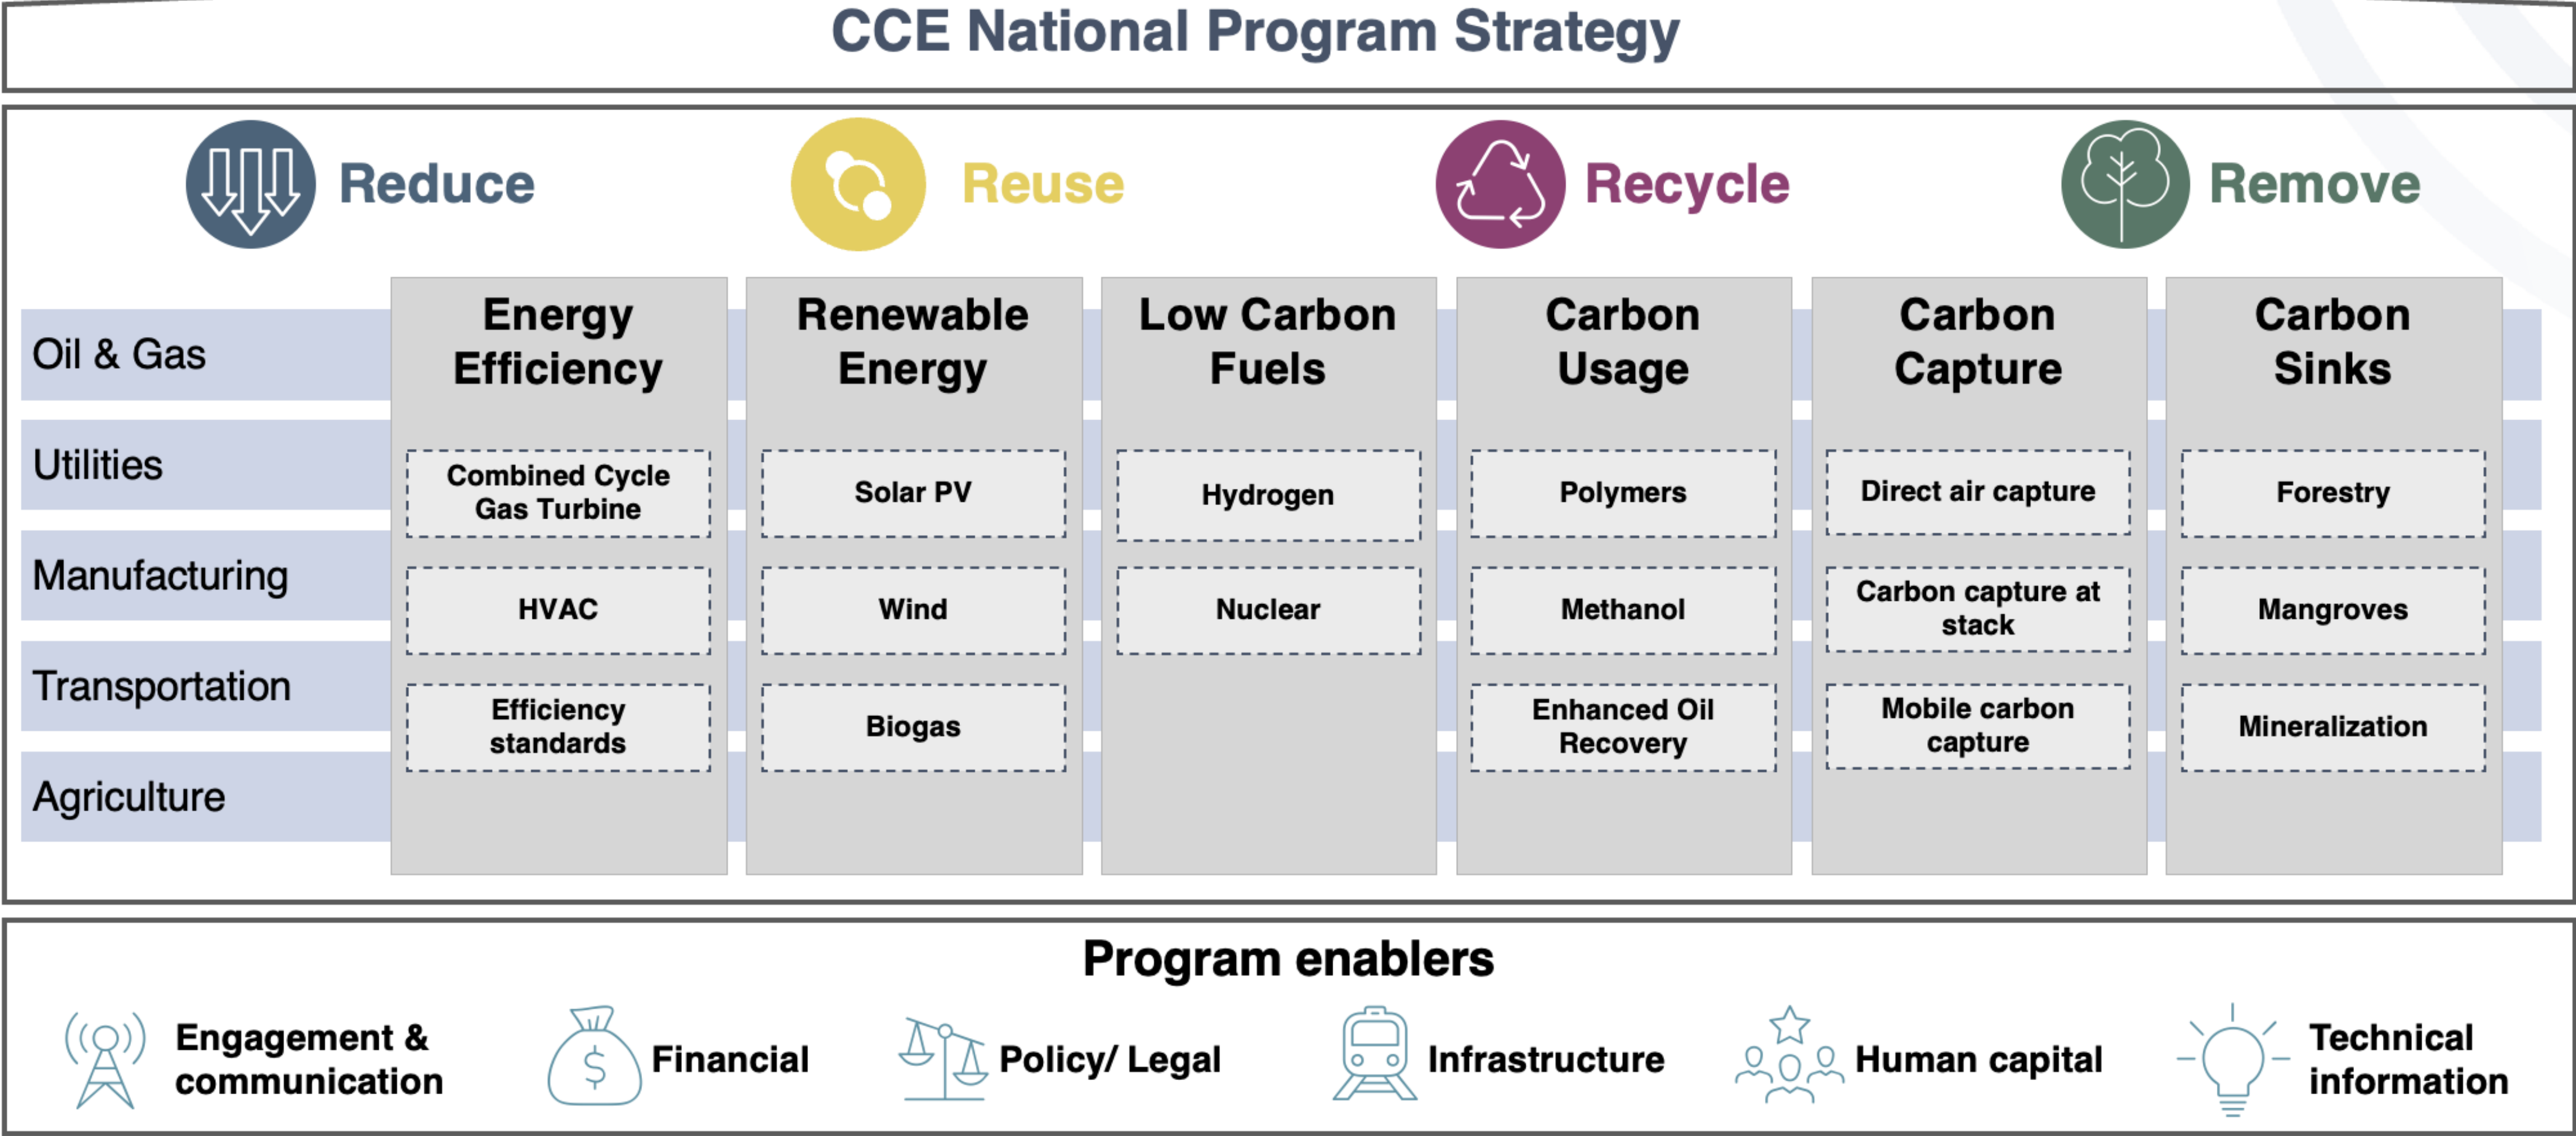 CCE National Program Strategy
Reduce
Reuse
Recycle
Remove
Oil & Gas
Utilities
Manufacturing
Transportation
Agriculture
Energy
Efficiency
Combined Cycle
Gas Turbine
HVAC
Efficiency
standards
Renewable
Energy
Solar PV
Wind
Biogas
Low Carbon
Fuels
Hydrogen
Nuclear
Carbon
Usage
Polymers
Methanol
Enhanced Oil
Recovery
Carbon
Capture
Direct air capture
Carbon capture at
stack
Mobile carbon
capture
Carbon
Sinks
Forestry
Mangroves
Mineralization
Program enablers
Engagement &
communication
$
Financial
Policy/ Legal
Infrastructure
Human capital
Technical
information